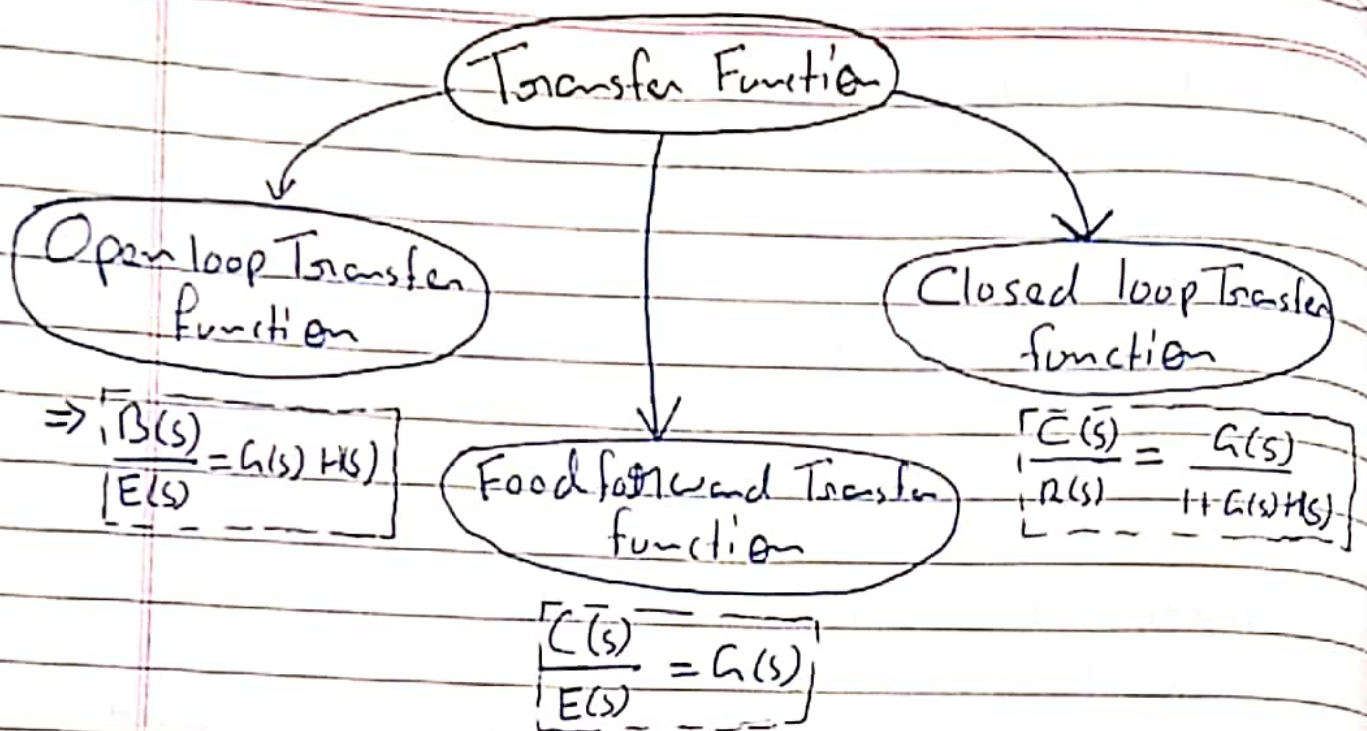 Transfer Function
Open loop Transfer
function
⇒ B(s)/E(s) = G(s) H(s)
Closed loop Transfer
function
C(s)/R(s) = G(s)/1+G(s)H(s)
Food forward Transfer
function
C(s)/E(s) = G(s)